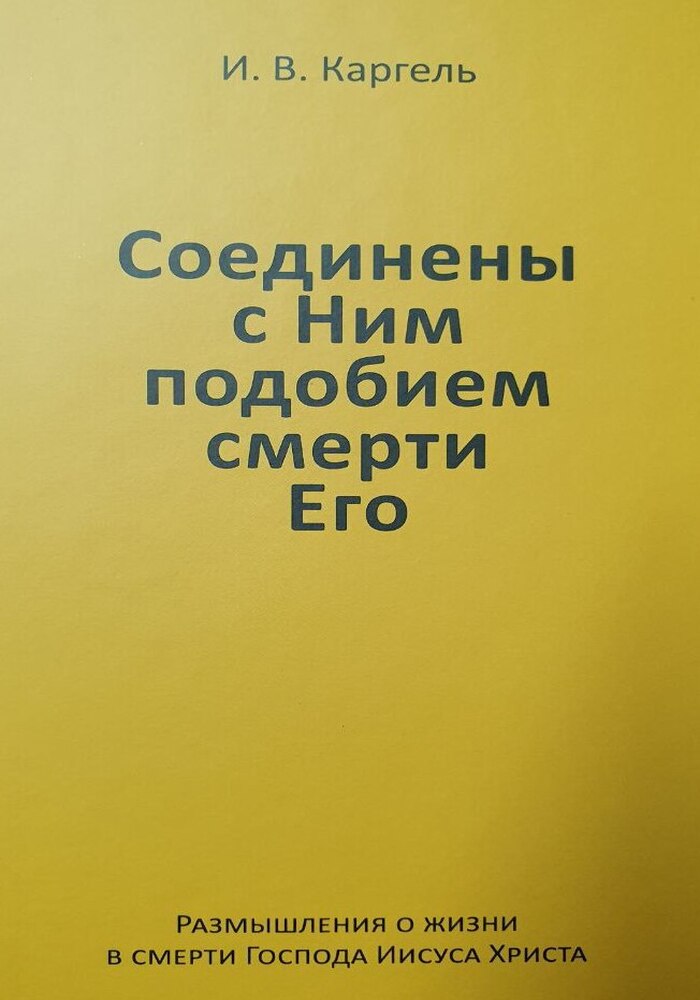 И. В. Каргель
Соединены
с Ним
подобием
смерти
Его
Размышления о жизни
в смерти Господа Иисуса Христа